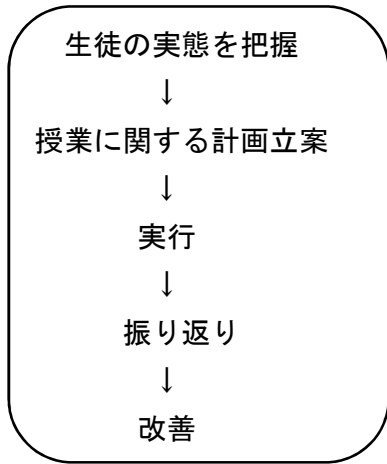 生徒の実態を把握
↓
授業に関する計画立案
↓
実行
↓
振り返り
↓
改善